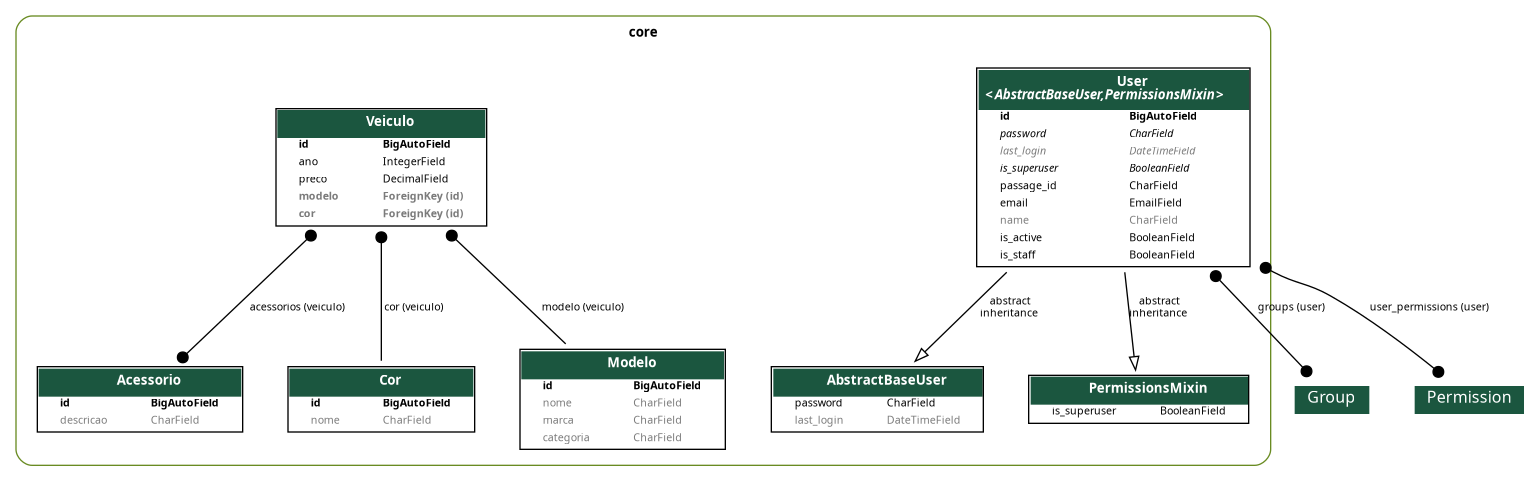 core
User
< AbstractBaseUser,PermissionsMixin >
id BigAutoField
password CharField
last_login DateTimeField
is_superuser BooleanField
passage_id CharField
email EmailField
name CharField
is_active BooleanField
is_staff BooleanField
Veiculo
id BigAutoField
ano IntegerField
preco DecimalField
modelo ForeignKey (id)
cor ForeignKey (id)
acessorios (veiculo)
cor (veiculo)
modelo (veiculo)
abstract
inheritance
abstract
inheritance
groups (user)
user_permissions (user)
Acessorio
id BigAutoField
descricao CharField
Cor
id BigAutoField
nome CharField
Modelo
id BigAutoField
nome CharField
marca CharField
categoria CharField
AbstractBaseUser
password CharField
last_login DateTimeField
PermissionsMixin
is_superuser BooleanField
Group
Permission